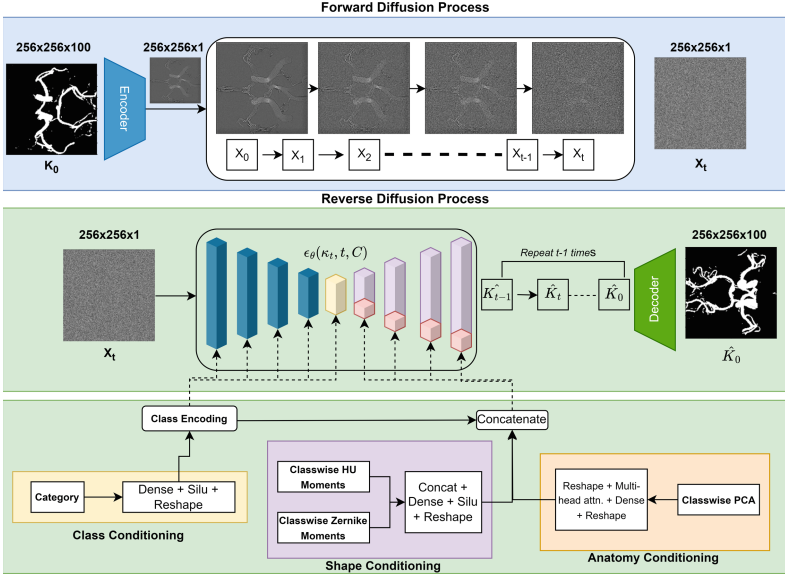 Forward Diffusion Process
256x256x100
256x256x1
256x256x1
Encoder
K0
X0
X1
X2
Xt-1
Xt
Xt
Reverse Diffusion Process
256x256x1
ϵθ(κt, t, C)
Repeat t-1 times
256x256x100
K̂t-1
K̂t
K̂0
Decoder
Xt
K̂0
Class Encoding
Concatenate
Category
Dense + Silu +
Reshape
Class Conditioning
Classwise HU
Moments
Classwise Zernike
Moments
Concat +
Dense + Silu
+ Reshape
Shape Conditioning
Reshape + Multi-
head attn. + Dense
+ Reshape
Classwise PCA
Anatomy Conditioning